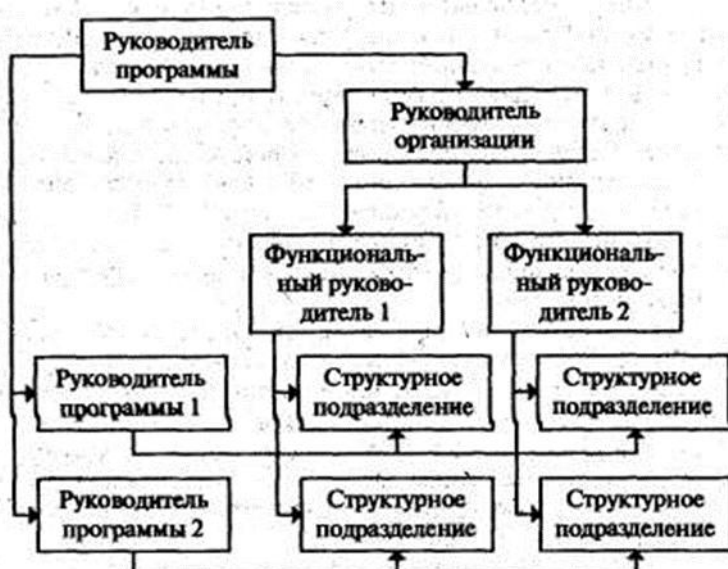 Руководитель
программы
Руководитель
организации
Функциональ-
ный руково-
дитель 1
Функциональ-
ный руково-
дитель 2
Руководитель
программы 1
Структурное
подразделение
Структурное
подразделение
Руководитель
программы 2
Структурное
подразделение
Структурное
подразделение